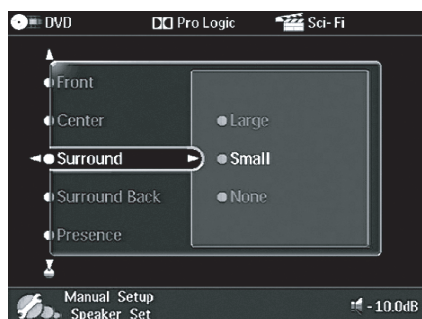 DVD Pro Logic Sci-Fi
Front
Center
Large
Surround
Small
Surround Back
None
Presence
Manual Setup
Speaker Set
-10.0dB